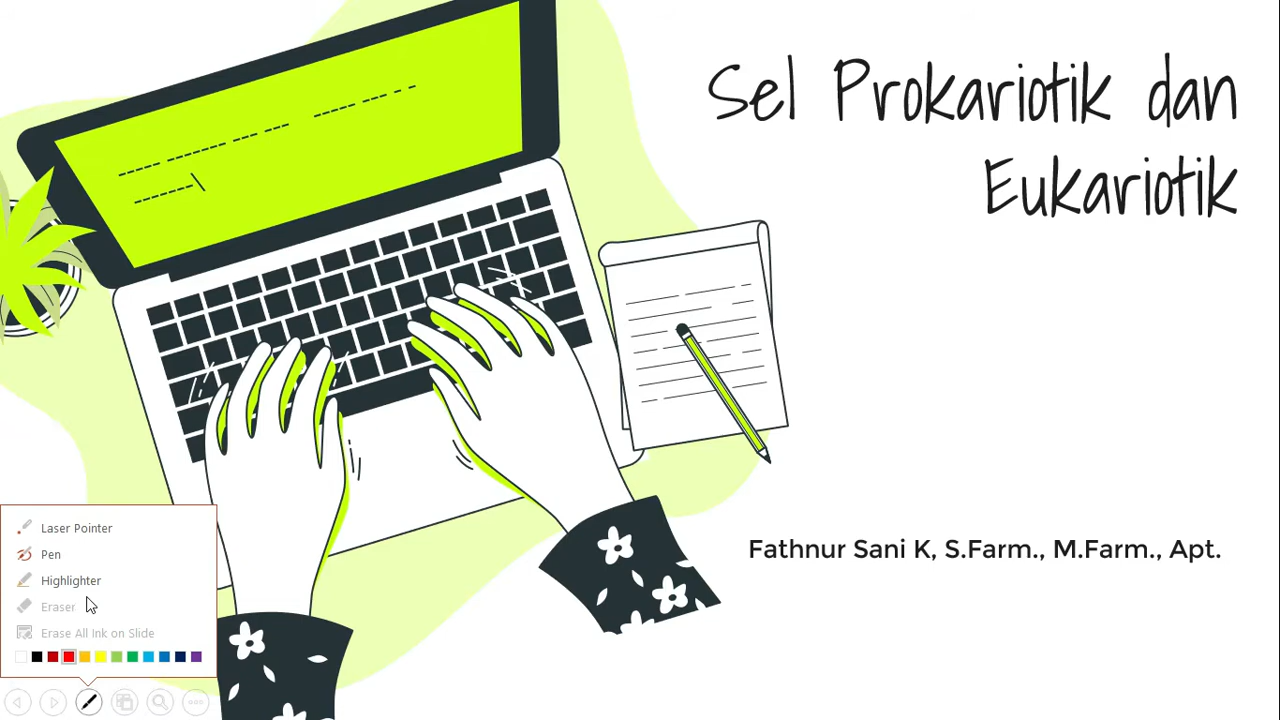 Sel Prokariotik dan
Eukariotik
Fathnur Sani K, S.Farm., M.Farm., Apt.
Laser Pointer
Pen
Highlighter
Eraser
Erase All Ink on Slide